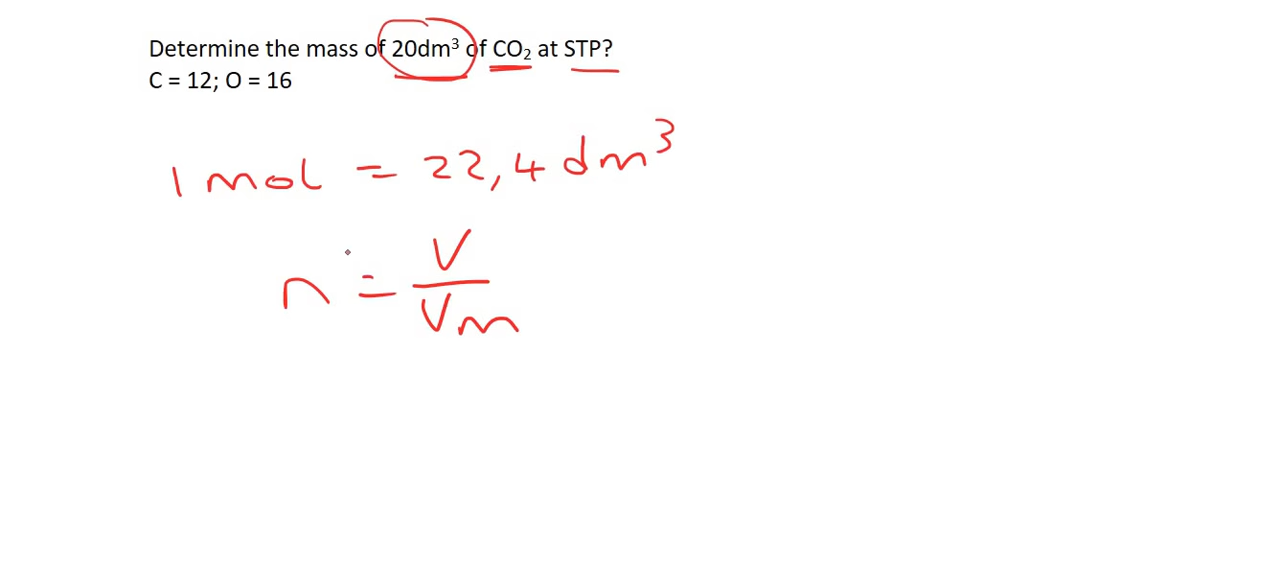 Determine the mass of 20dm³ of CO₂ at STP?
C = 12; O = 16
1 mol = 22,4 dm³
n = V / Vm